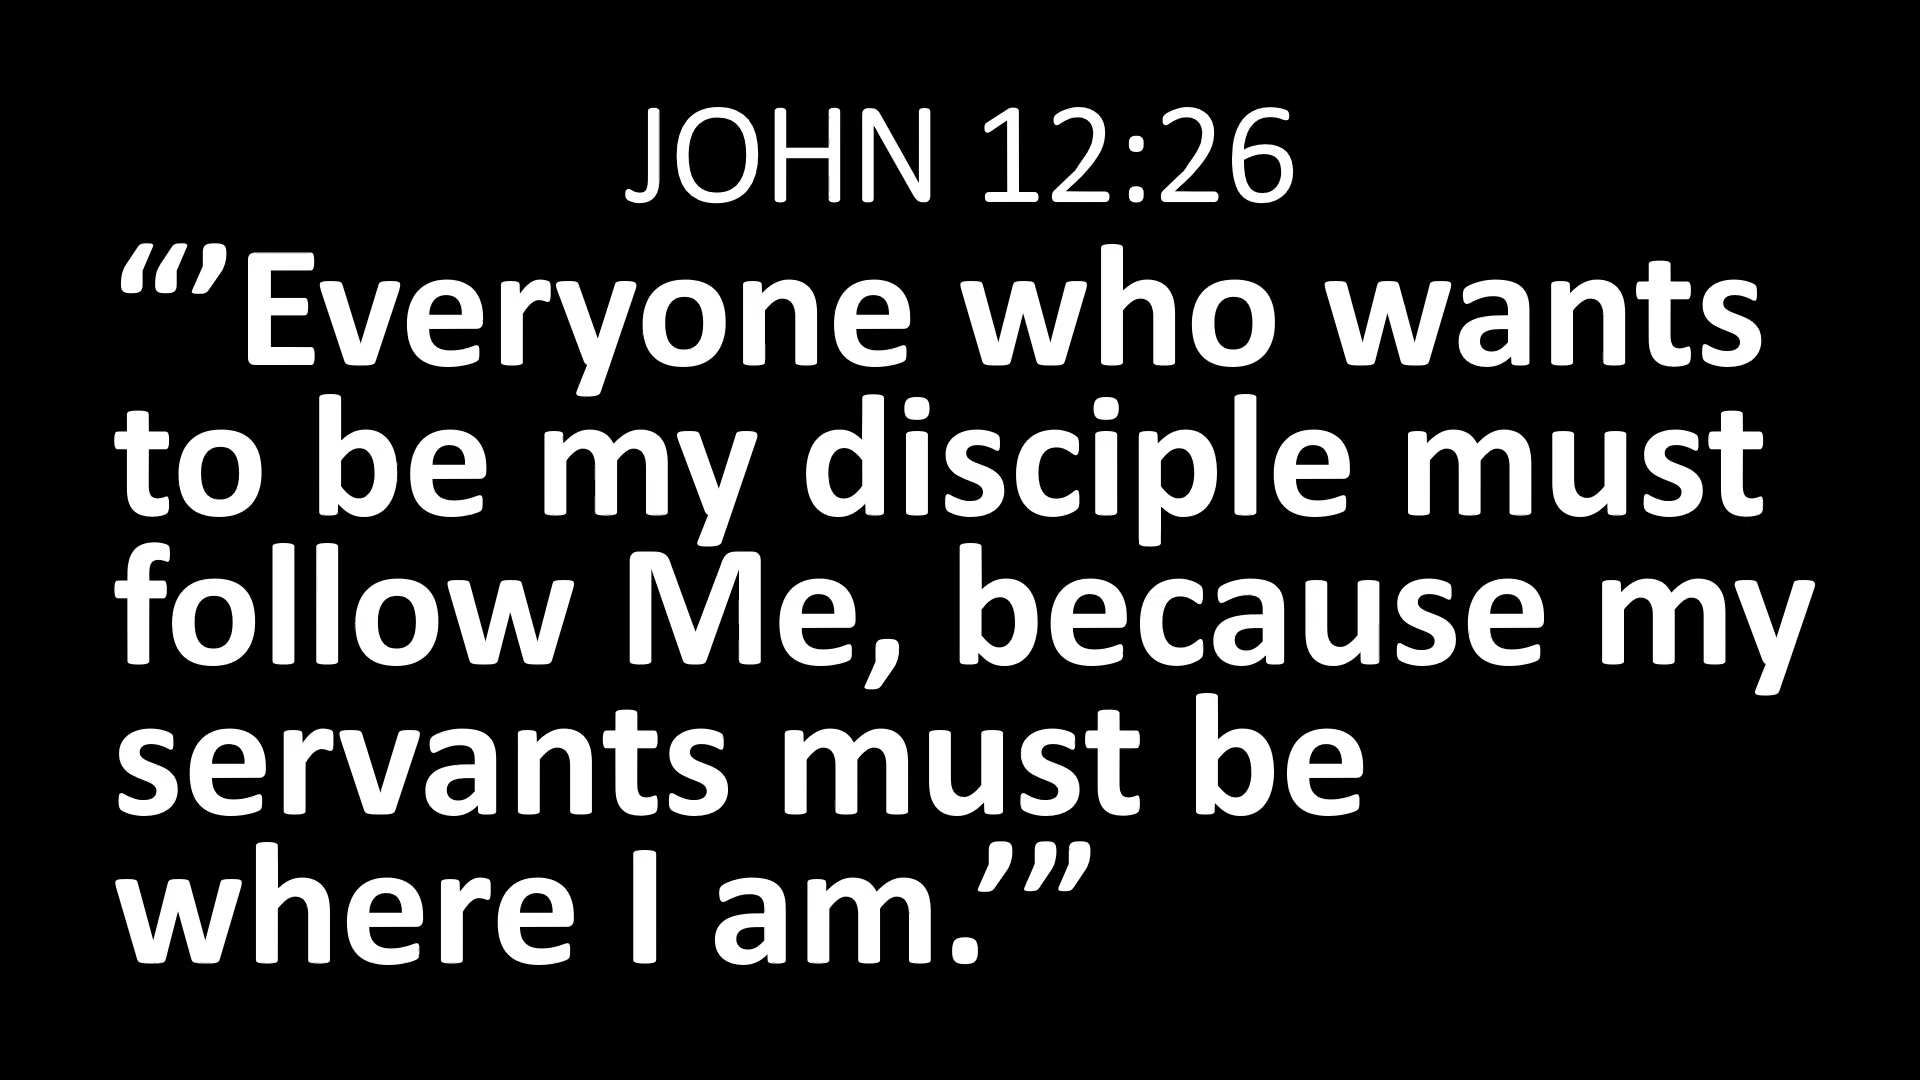 JOHN 12:26
“‘’Everyone who wants
to be my disciple must
follow Me, because my
servants must be
where I am.’”